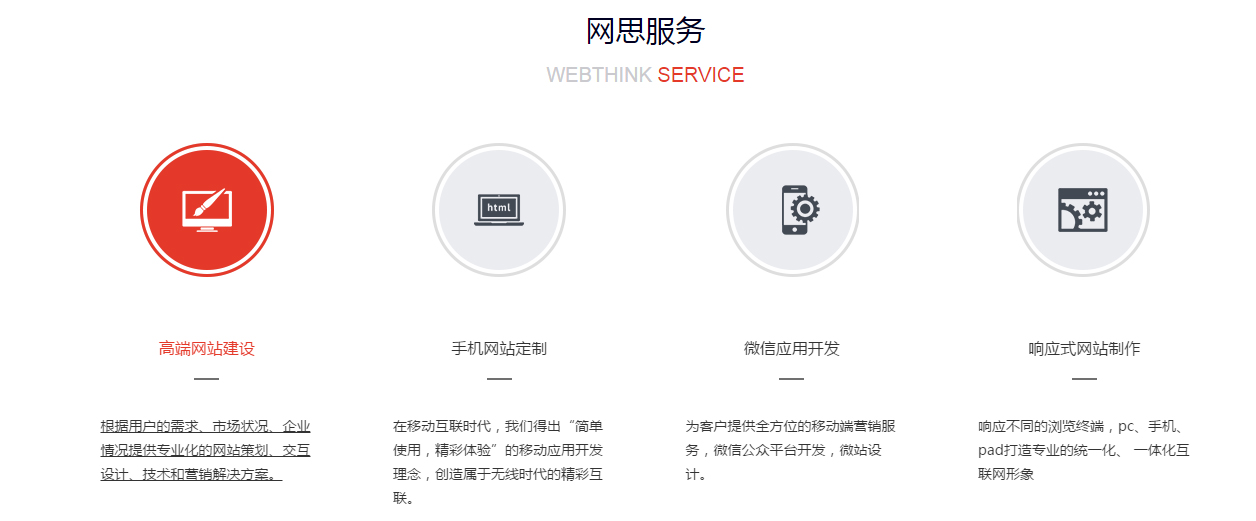 网思服务
WEBTHINK SERVICE
html
高端网站建设
根据用户的需求、市场状况、企业
情况提供专业化的网站策划、交互
设计、技术和营销解决方案。
手机网站定制
在移动互联时代，我们得出“简单
使用，精彩体验”的移动应用开发
理念，创造属于无线时代的精彩互
联。
微信应用开发
为客户提供全方位的移动端营销服
务，微信公众平台开发，微站设
计。
响应式网站制作
响应不同的浏览终端，pc、手机、
pad打造专业的统一化、 一体化互
联网形象